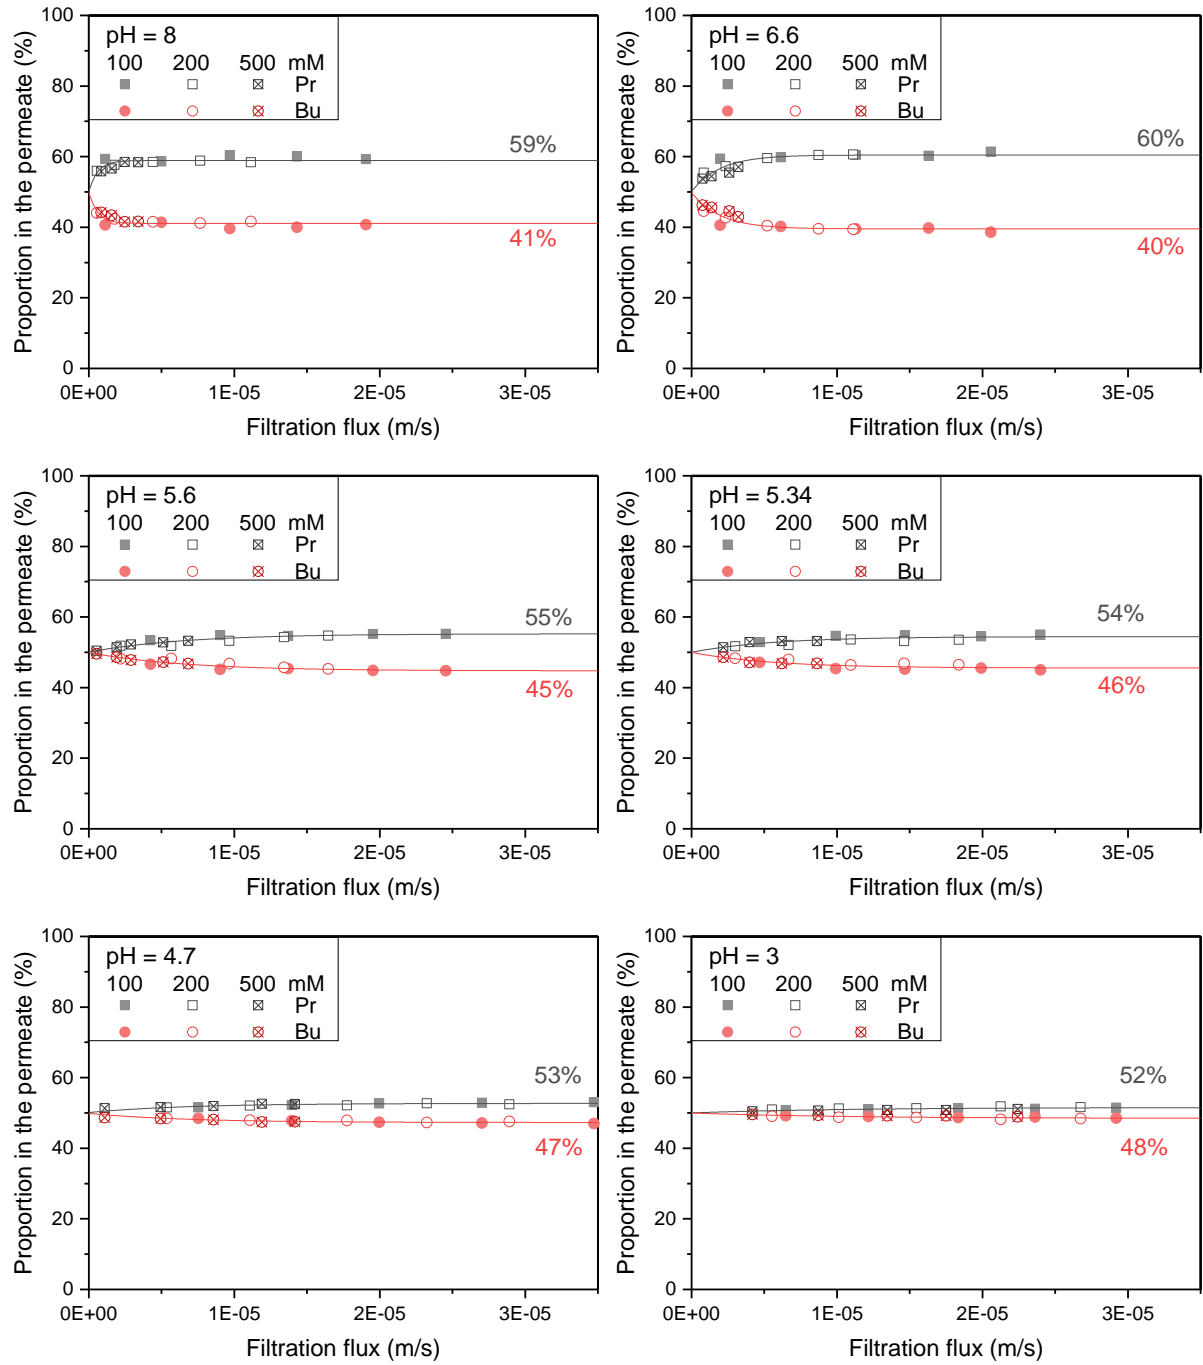 pH = 8
100 200 500 mM
Pr
Bu
59%
41%
100
80
60
40
20
0
0E+00 1E-05 2E-05 3E-05
Proportion in the permeate (%)
Filtration flux (m/s)
pH = 6.6
100 200 500 mM
Pr
Bu
60%
40%
100
80
60
40
20
0
0E+00 1E-05 2E-05 3E-05
Proportion in the permeate (%)
Filtration flux (m/s)
pH = 5.6
100 200 500 mM
Pr
Bu
55%
45%
100
80
60
40
20
0
0E+00 1E-05 2E-05 3E-05
Proportion in the permeate (%)
Filtration flux (m/s)
pH = 5.34
100 200 500 mM
Pr
Bu
54%
46%
100
80
60
40
20
0
0E+00 1E-05 2E-05 3E-05
Proportion in the permeate (%)
Filtration flux (m/s)
pH = 4.7
100 200 500 mM
Pr
Bu
53%
47%
100
80
60
40
20
0
0E+00 1E-05 2E-05 3E-05
Proportion in the permeate (%)
Filtration flux (m/s)
pH = 3
100 200 500 mM
Pr
Bu
52%
48%
100
80
60
40
20
0
0E+00 1E-05 2E-05 3E-05
Proportion in the permeate (%)
Filtration flux (m/s)